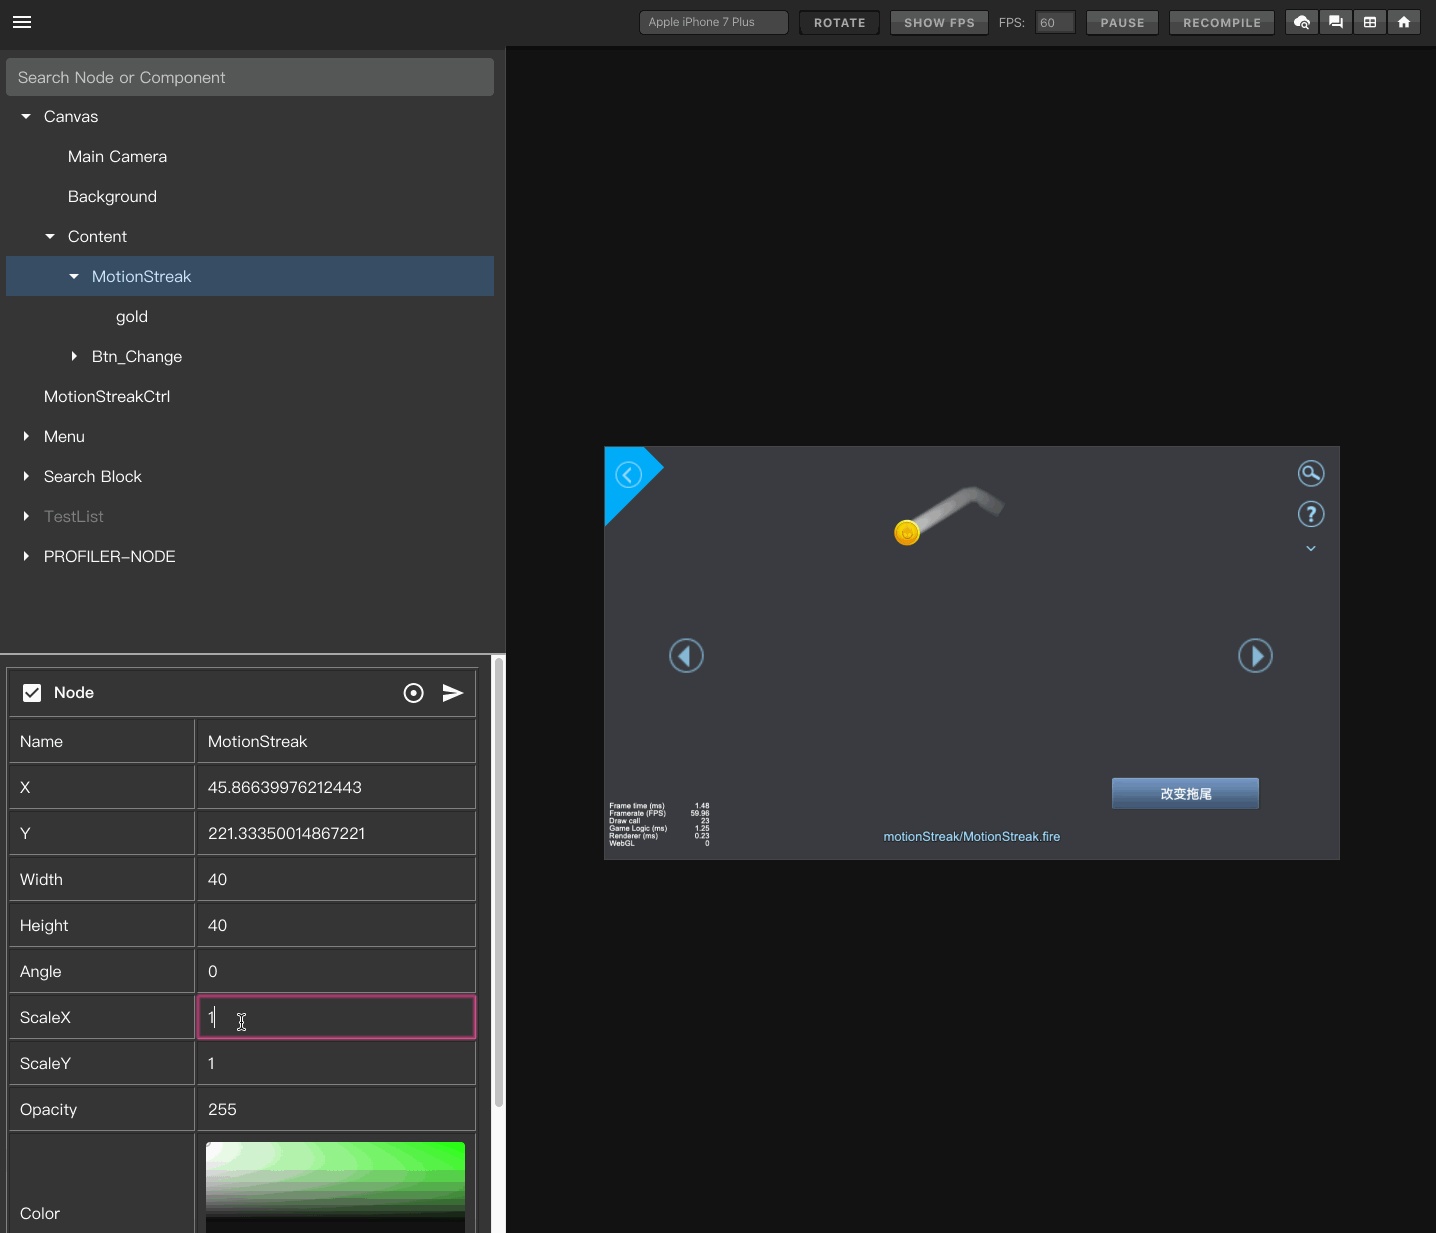 Apple iPhone 7 Plus
ROTATE
SHOW FPS
FPS:
60
PAUSE
RECOMPILE
Search Node or Component
Canvas
Main Camera
Background
Content
MotionStreak
gold
Btn_Change
MotionStreakCtrl
Menu
Search Block
TestList
PROFILER-NODE
Node
Name
MotionStreak
X
45.86639976212443
Y
221.33350014867221
Width
40
Height
40
Angle
0
ScaleX
1
ScaleY
1
Opacity
255
Color
改变拖尾
Frame time (ms) 1.48
Framerate (FPS) 59.96
Draw call 23
Game Logic (ms) 1.25
Renderer (ms) 0.23
WebGL 0
motionStreak/MotionStreak.fire